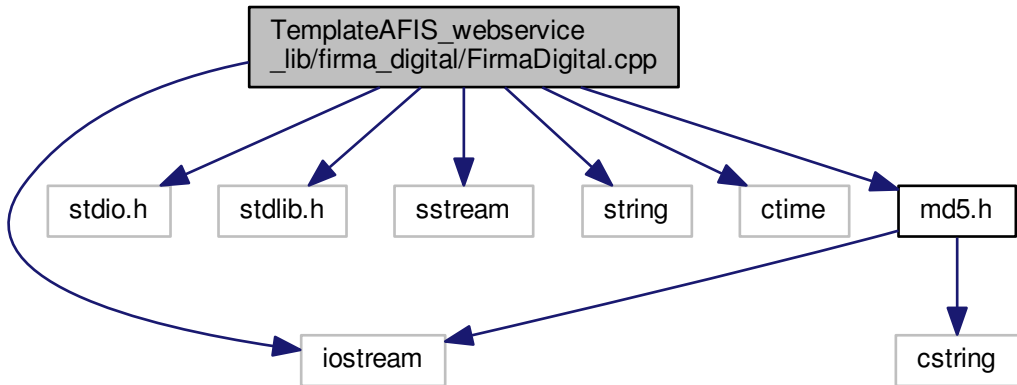 TemplateAFIS_webservice
_lib/firma_digital/FirmaDigital.cpp
stdio.h
stdlib.h
sstream
string
ctime
md5.h
iostream
cstring